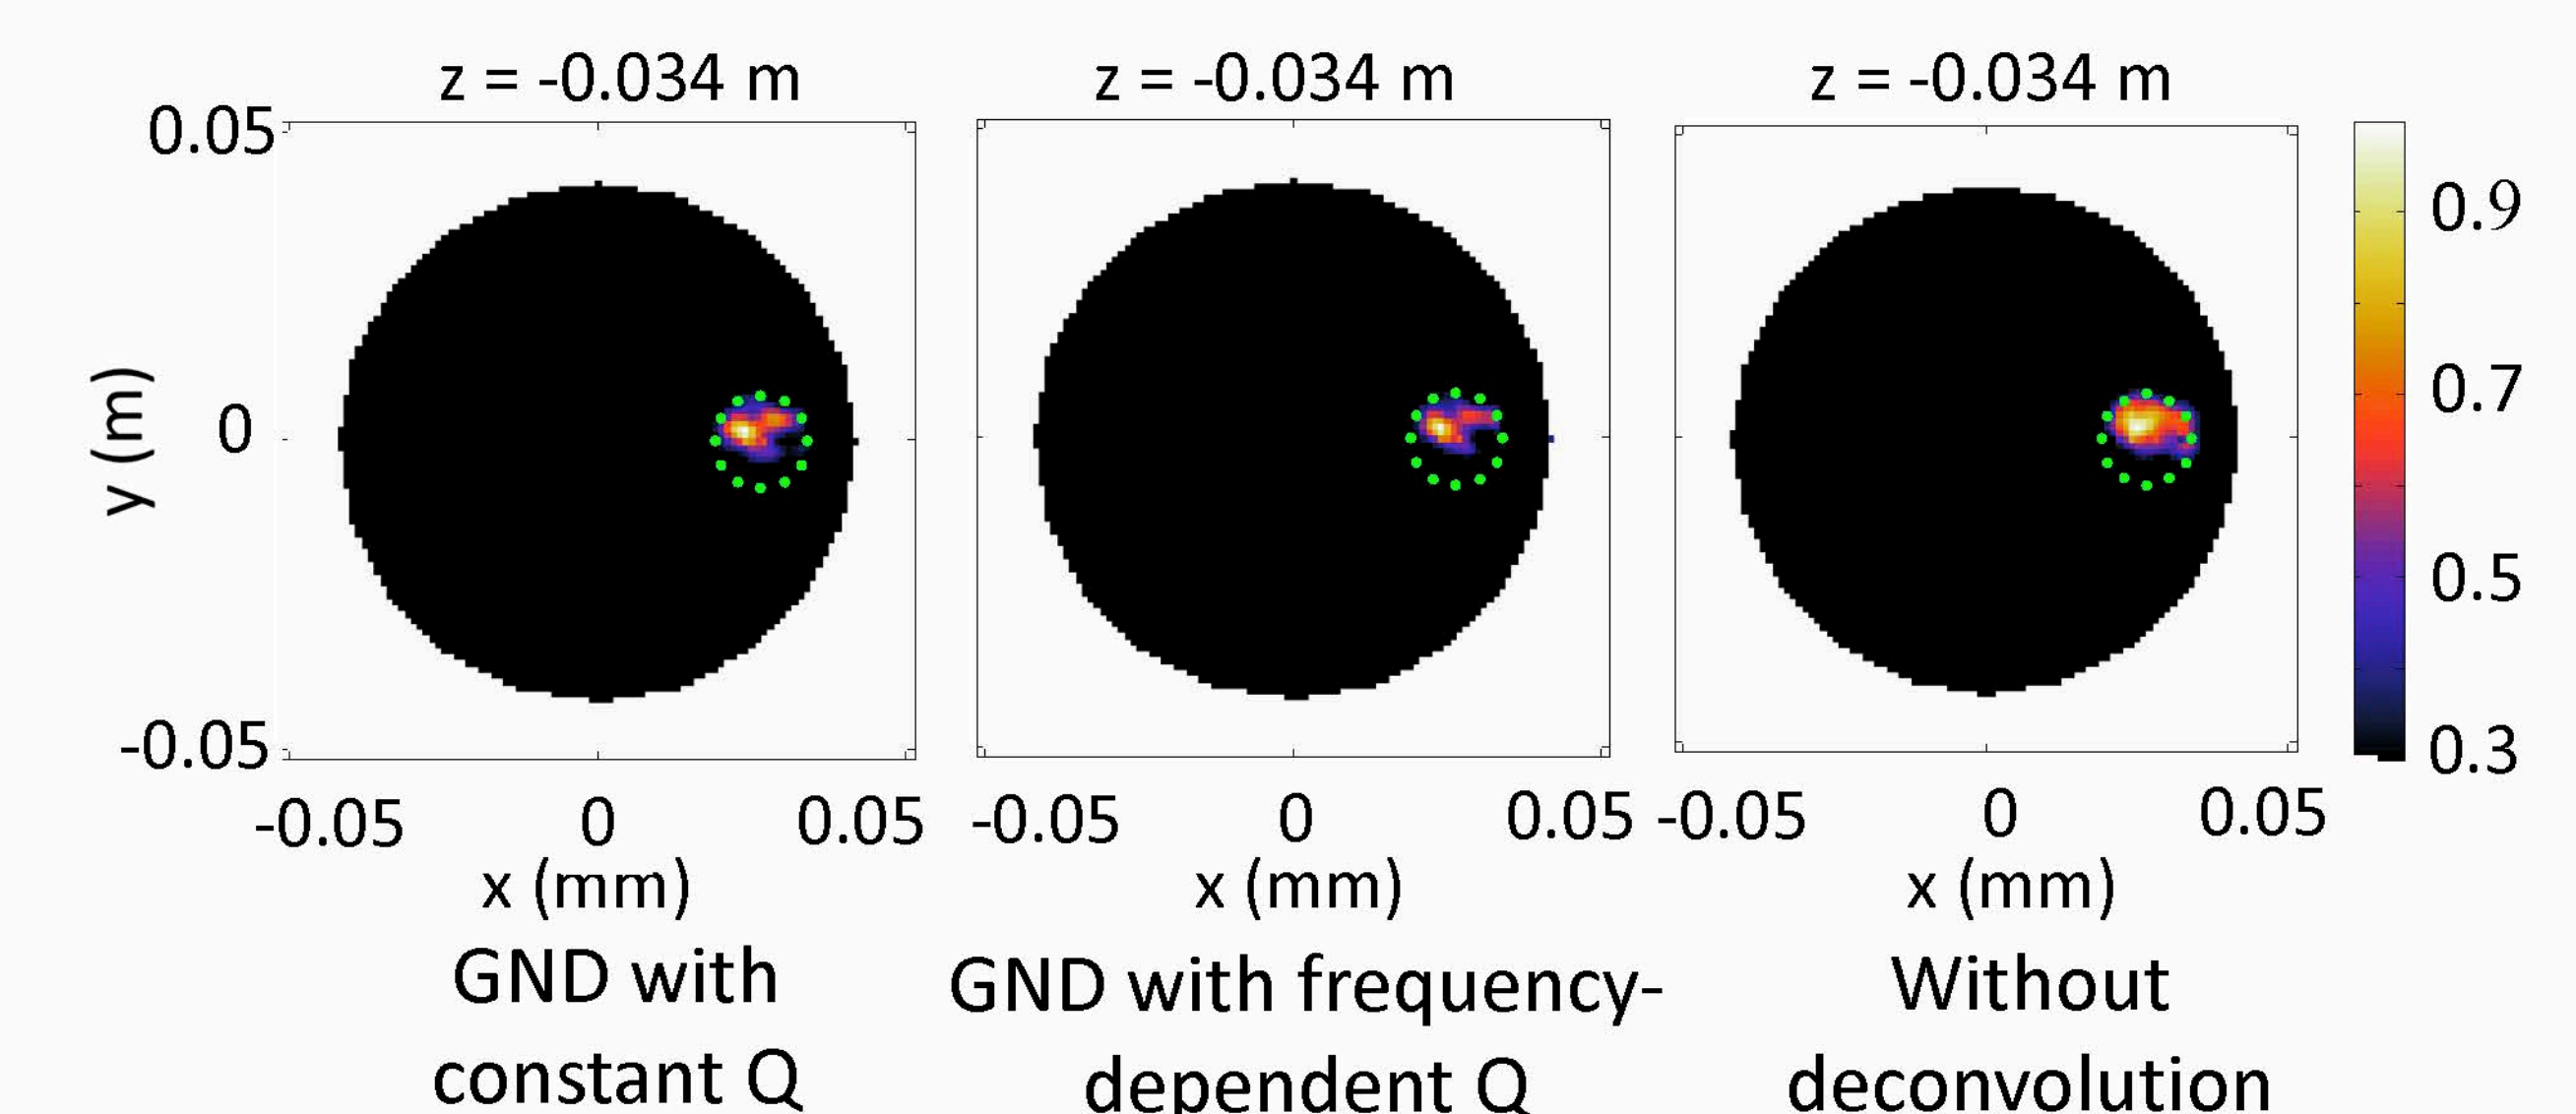 z = -0.034 m z = -0.034 m z = -0.034 m
0.05
0.9
0.7
y (m)
0
0.5
-0.05
0.3
-0.05 0 0.05 -0.05 0 0.05 -0.05 0 0.05
x (mm) x (mm) x (mm)
GND with
constant Q
GND with frequency-
dependent Q
Without
deconvolution